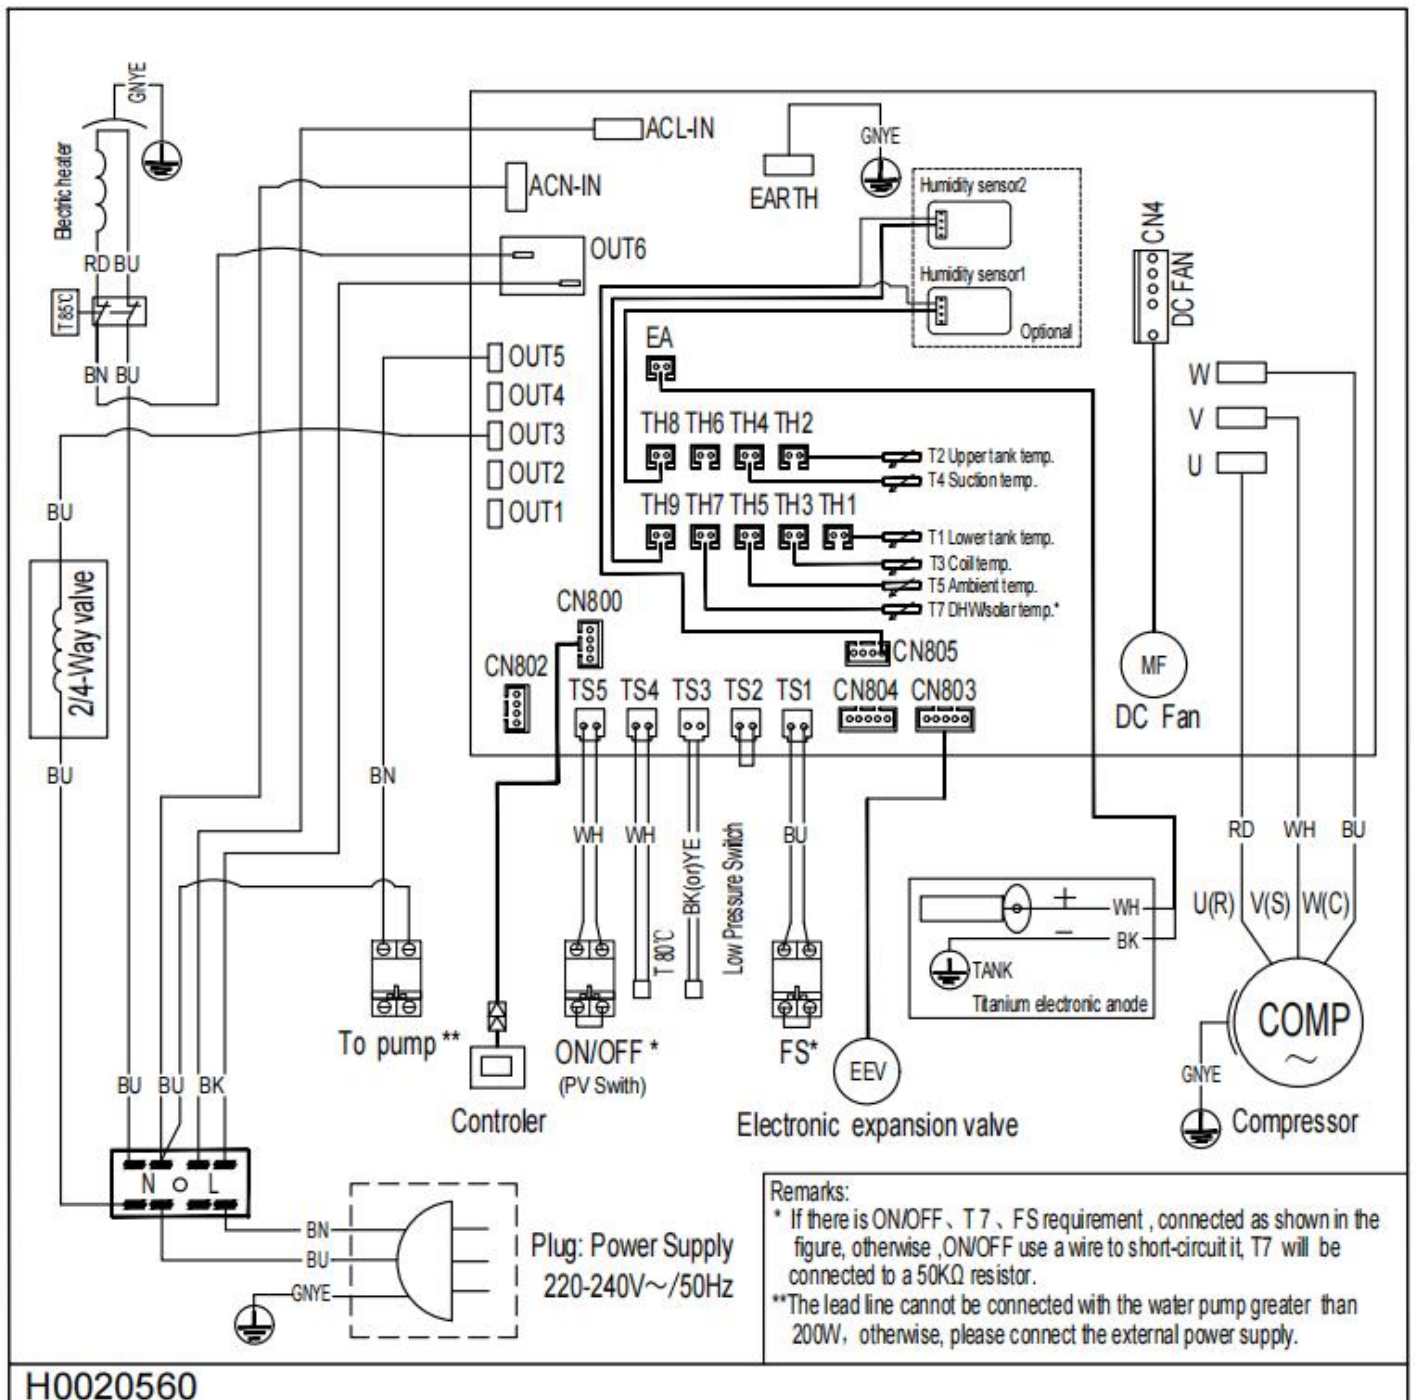 GNYE
Electric heater
RD BU
T 85℃
BN BU
ACL-IN
ACN-IN
OUT6
OUT5
OUT4
OUT3
OUT2
OUT1
EARTH
GNYE
Humidity sensor2
Humidity sensor1
Optional
CN4
DC FAN
EA
TH8 TH6 TH4 TH2
TH9 TH7 TH5 TH3 TH1
T2 Upper tank temp.
T4 Suction temp.
T1 Lower tank temp.
T3 Coil temp.
T5 Ambient temp.
T7 DHW/solar temp.*
W
V
U
BU
2/4-Way valve
BU
BN
CN800
CN802
CN805
TS5 TS4 TS3 TS2 TS1
CN804 CN803
MF
DC Fan
WH
WH
T 80℃
BK(or)YE
Low Pressure Switch
BU
RD WH BU
U(R) V(S) W(C)
+
WH
−
BK
TANK
Titanium electronic anode
COMP
～
GNYE
Compressor
To pump **
Controler
ON/OFF *
(PV Swith)
FS*
EEV
Electronic expansion valve
BU BU BK
N L
BN
BU
GNYE
Plug: Power Supply
220-240V～/50Hz
Remarks:
* If there is ON/OFF、T 7 、FS requirement , connected as shown in the
figure, otherwise ,ON/OFF use a wire to short-circuit it, T7 will be
connected to a 50KΩ resistor.
**The lead line cannot be connected with the water pump greater than
200W，otherwise, please connect the external power supply.
H0020560